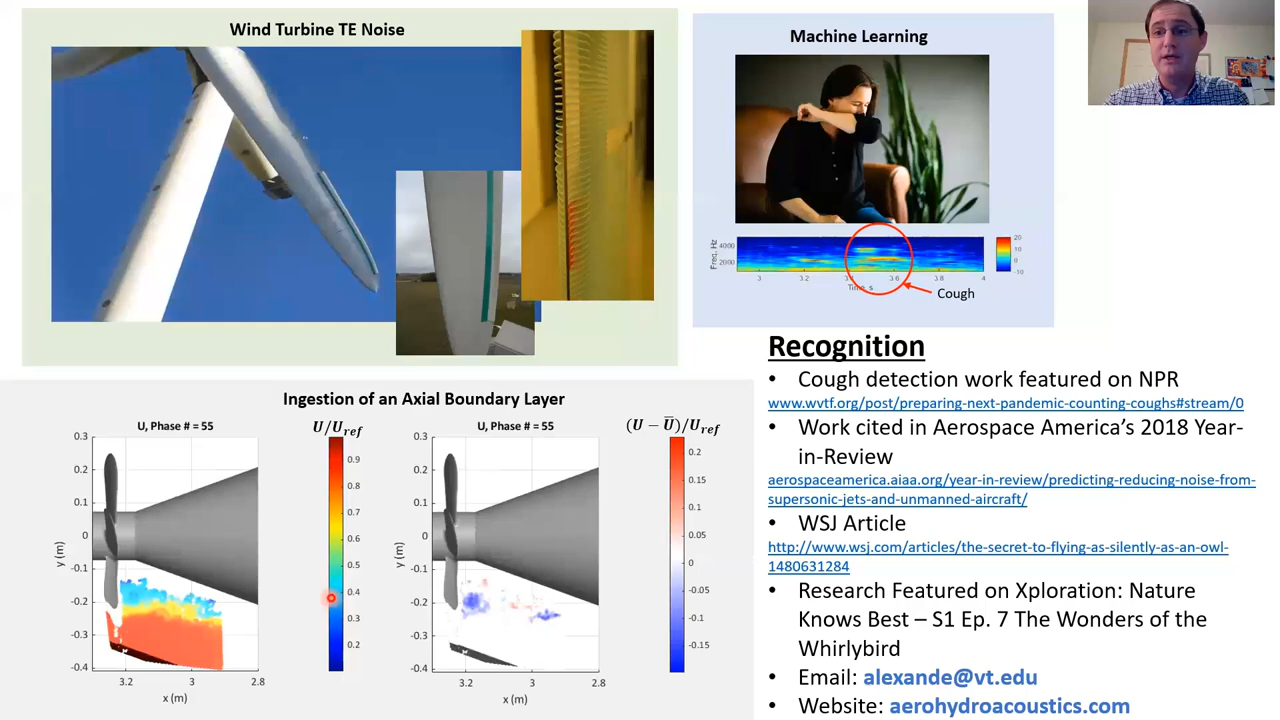 Wind Turbine TE Noise
Machine Learning
Freq, Hz
4000
2000
20
10
0
-10
3
3.2
3.6
3.8
4
Cough
Ingestion of an Axial Boundary Layer
U, Phase # = 55
y (m)
0.3
0.2
0.1
0
-0.1
-0.2
-0.3
-0.4
3.2
3
2.8
x (m)
U/U_ref
0.9
0.8
0.7
0.6
0.5
0.4
0.3
0.2
U, Phase # = 55
y (m)
0.3
0.2
0.1
0
-0.1
-0.2
-0.3
-0.4
3.2
3
2.8
x (m)
(U − U̅)/U_ref
0.2
0.15
0.1
0.05
0
-0.05
-0.1
-0.15
Recognition
• Cough detection work featured on NPR
www.wvtf.org/post/preparing-next-pandemic-counting-coughs#stream/0
• Work cited in Aerospace America’s 2018 Year-
in-Review
aerospaceamerica.aiaa.org/year-in-review/predicting-reducing-noise-from-
supersonic-jets-and-unmanned-aircraft/
• WSJ Article
http://www.wsj.com/articles/the-secret-to-flying-as-silently-as-an-owl-
1480631284
• Research Featured on Xploration: Nature
Knows Best – S1 Ep. 7 The Wonders of the
Whirlybird
• Email: alexande@vt.edu
• Website: aerohydroacoustics.com